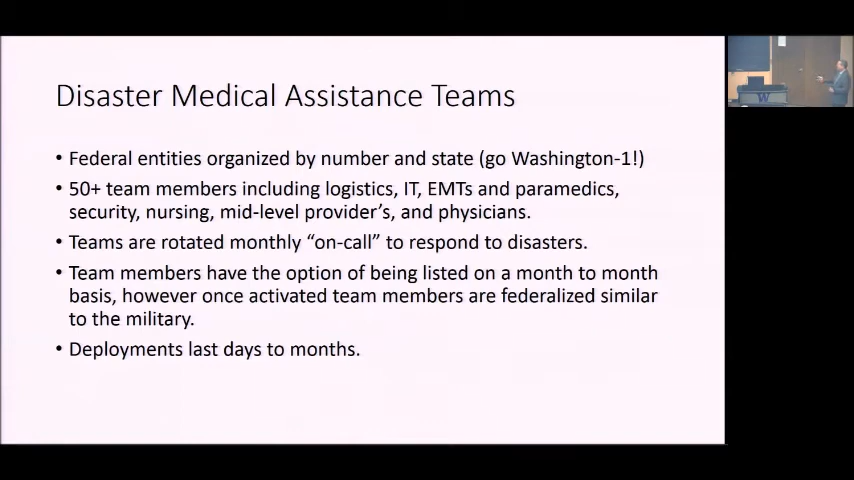 Disaster Medical Assistance Teams
• Federal entities organized by number and state (go Washington-1!)
• 50+ team members including logistics, IT, EMTs and paramedics,
security, nursing, mid-level provider's, and physicians.
• Teams are rotated monthly "on-call" to respond to disasters.
• Team members have the option of being listed on a month to month
basis, however once activated team members are federalized similar
to the military.
• Deployments last days to months.
W